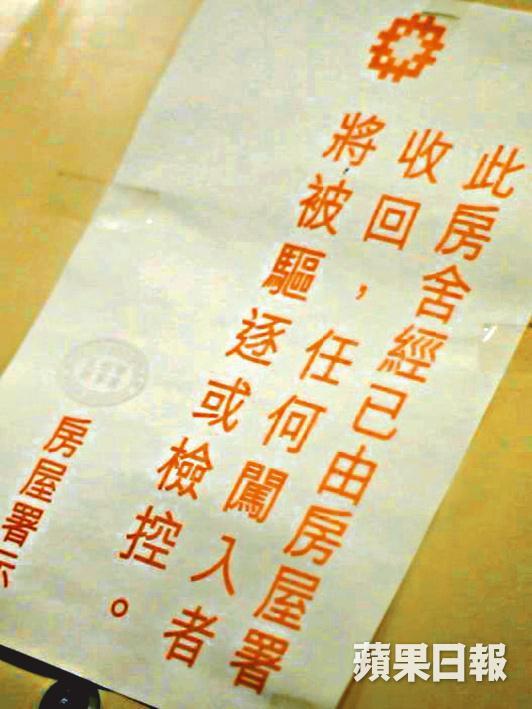 此房舍經已由房屋署
收回，任何闖入者
將被驅逐或檢控。
房屋署示
蘋果日報